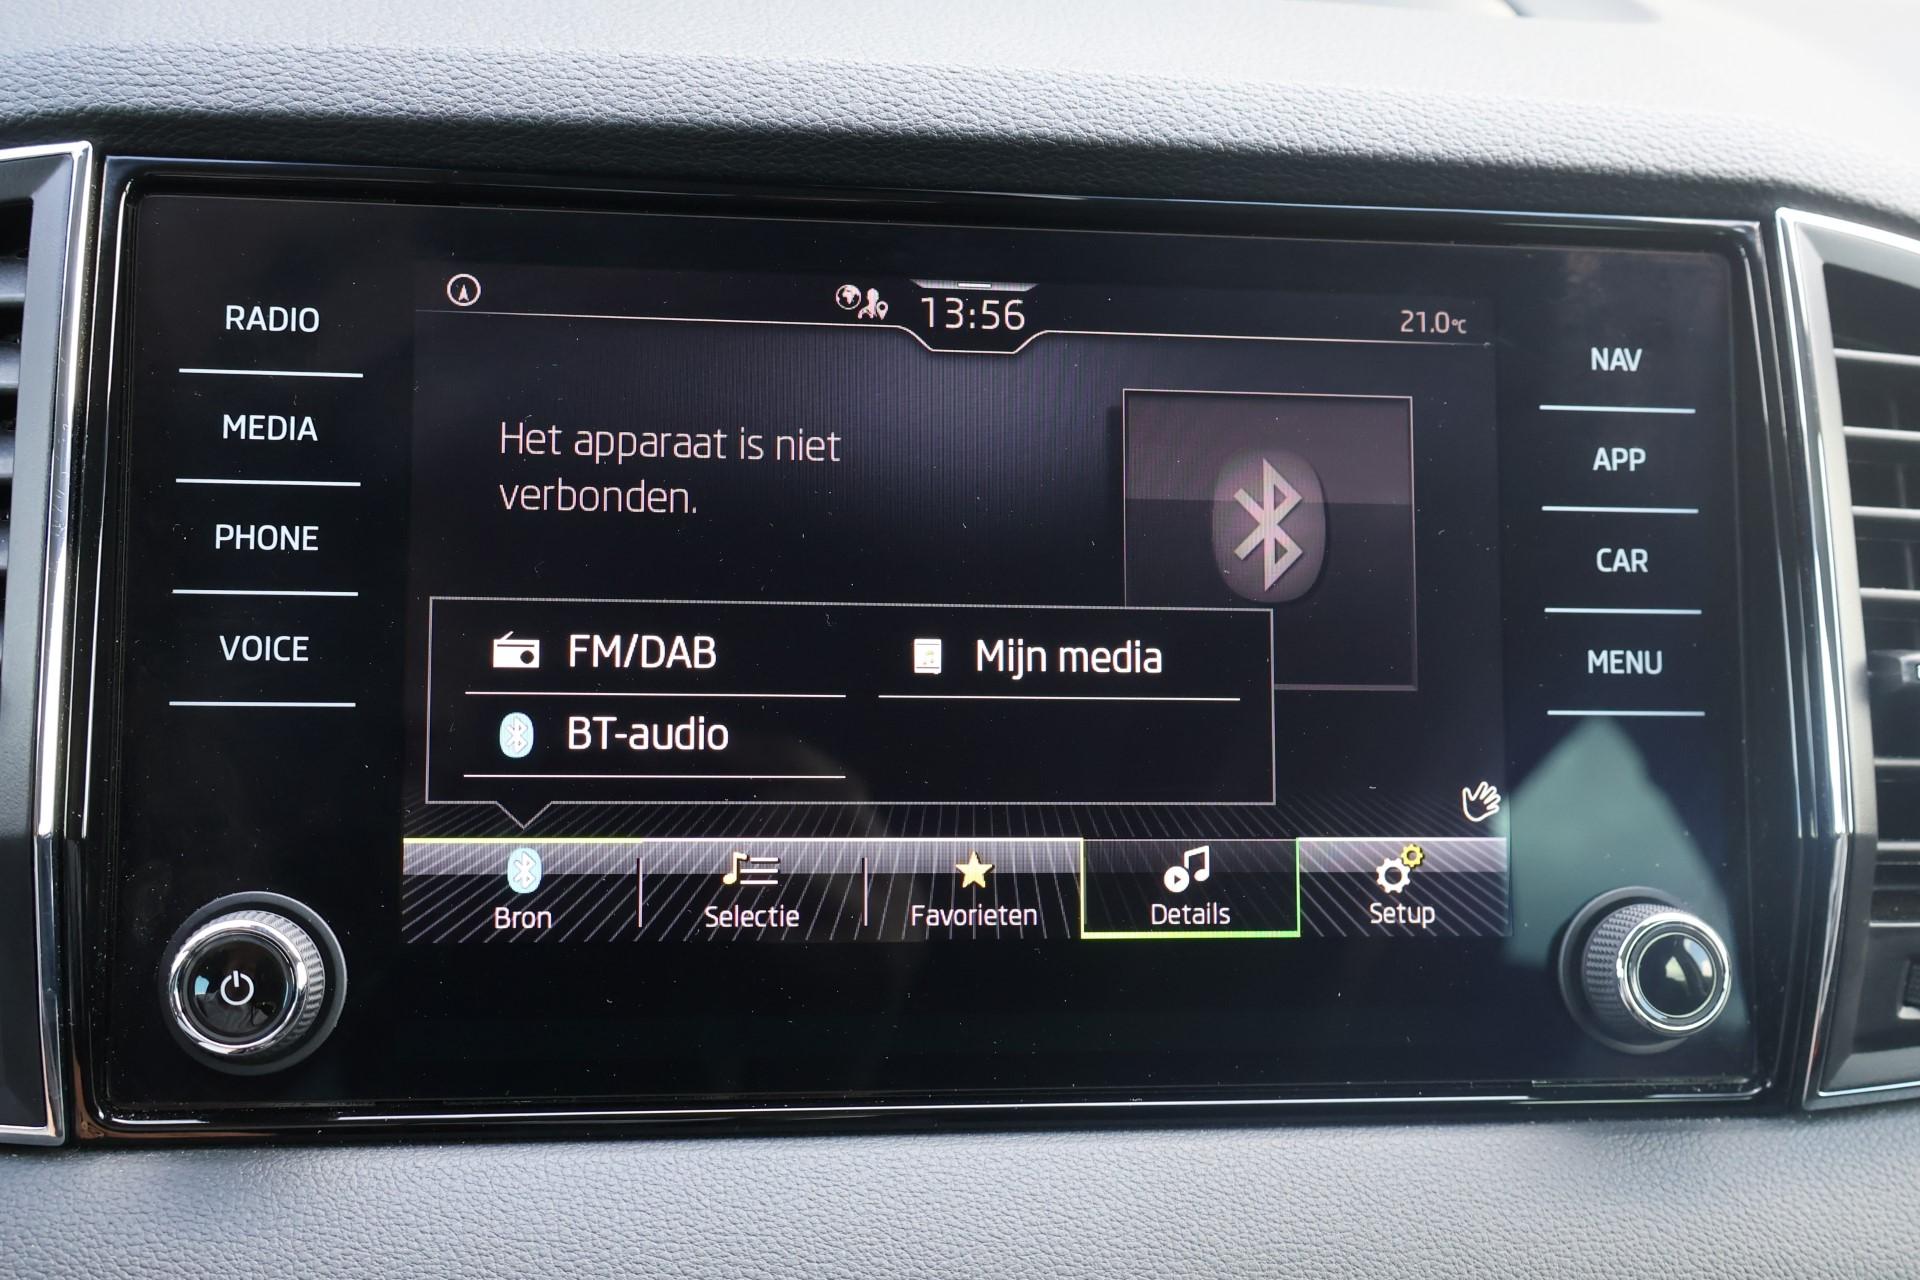 RADIO
MEDIA
PHONE
VOICE
13:56
21.0°C
Het apparaat is niet
verbonden.
FM/DAB
Mijn media
BT-audio
Bron
Selectie
Favorieten
Details
Setup
NAV
APP
CAR
MENU